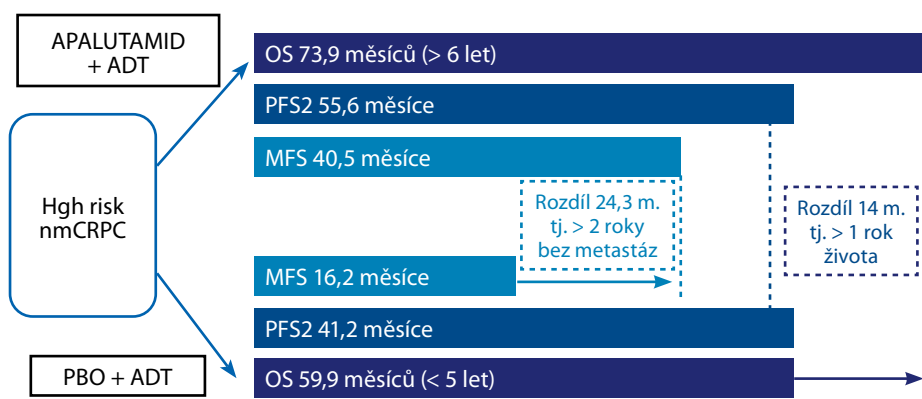 APALUTAMID
+ ADT
OS 73,9 měsíců (> 6 let)
PFS2 55,6 měsíce
MFS 40,5 měsíce
Hgh risk
nmCRPC
Rozdíl 24,3 m.
tj. > 2 roky
bez metastáz
Rozdíl 14 m.
tj. > 1 rok
života
MFS 16,2 měsíce
PFS2 41,2 měsíce
PBO + ADT
OS 59,9 měsíců (< 5 let)